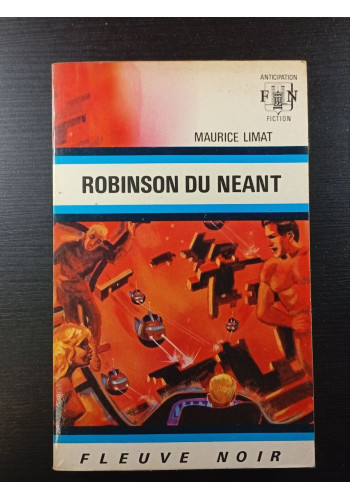 ANTICIPATION
FN
FICTION
MAURICE LIMAT
ROBINSON DU NEANT
FLEUVE NOIR